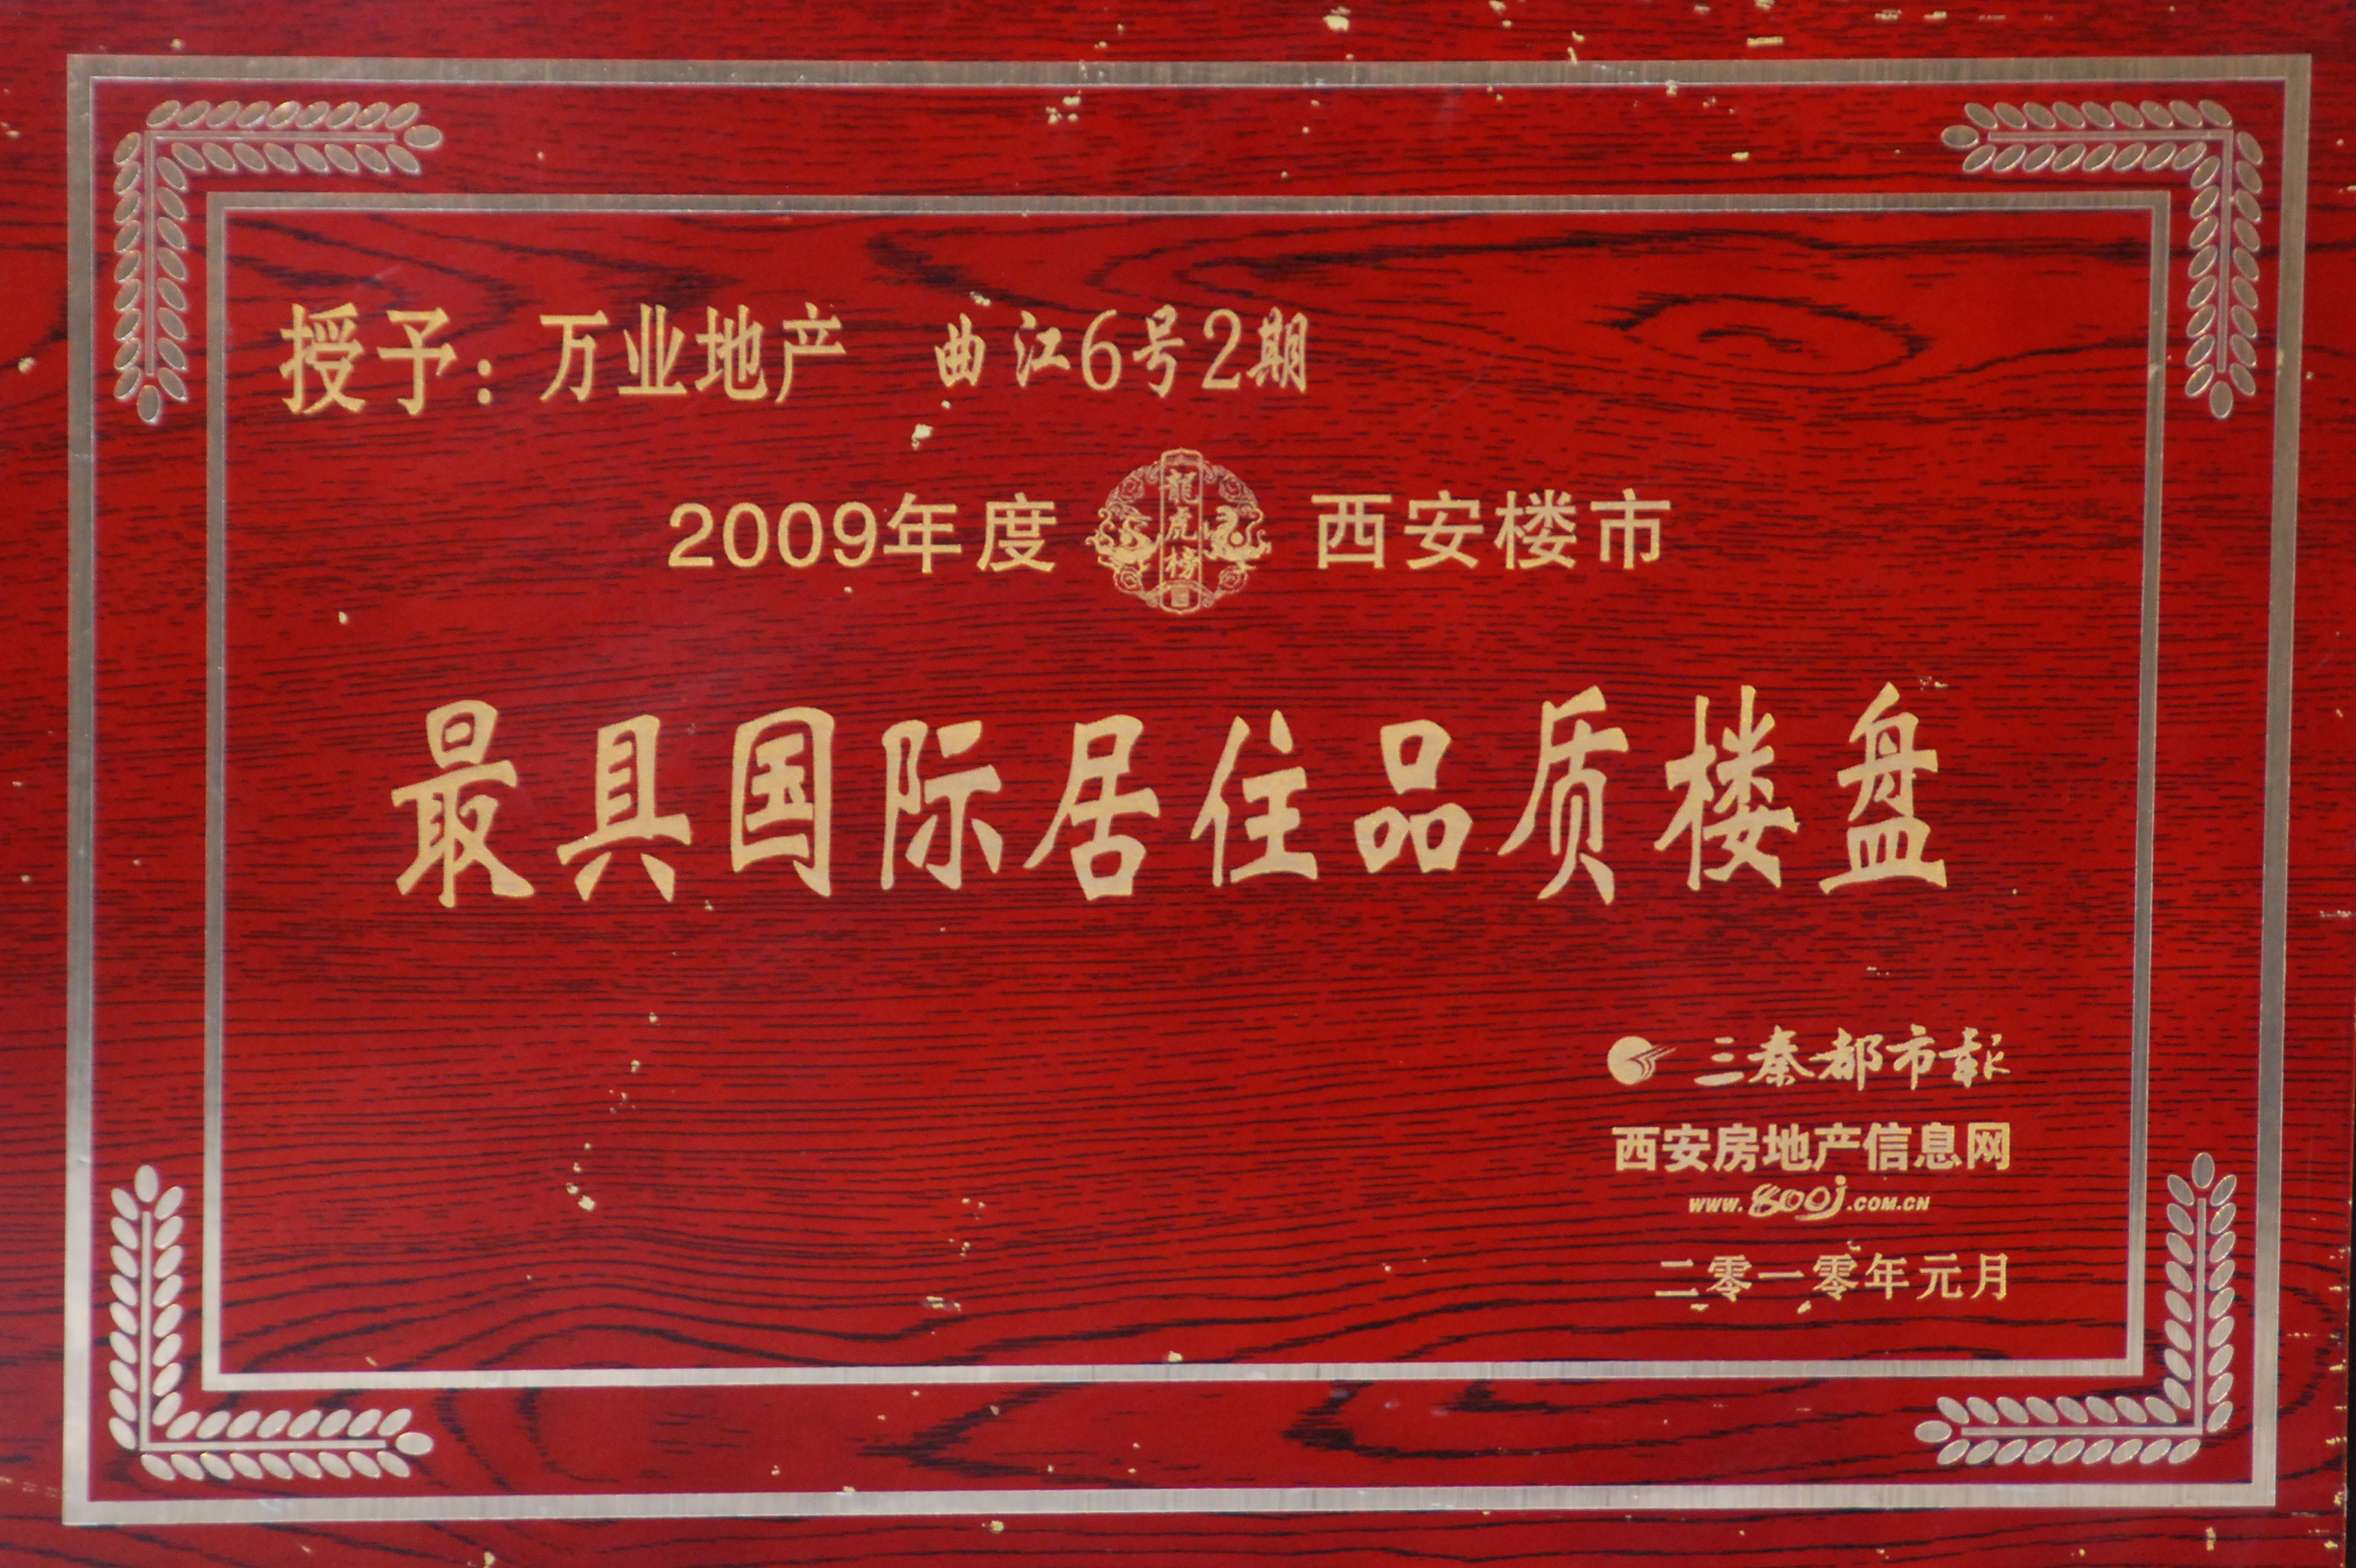 授予：万业地产 曲江6号2期
2009年度 龍虎榜 西安楼市
最具国际居住品质楼盘
三秦都市報
西安房地产信息网
www.800j.com.cn
二零一零年元月